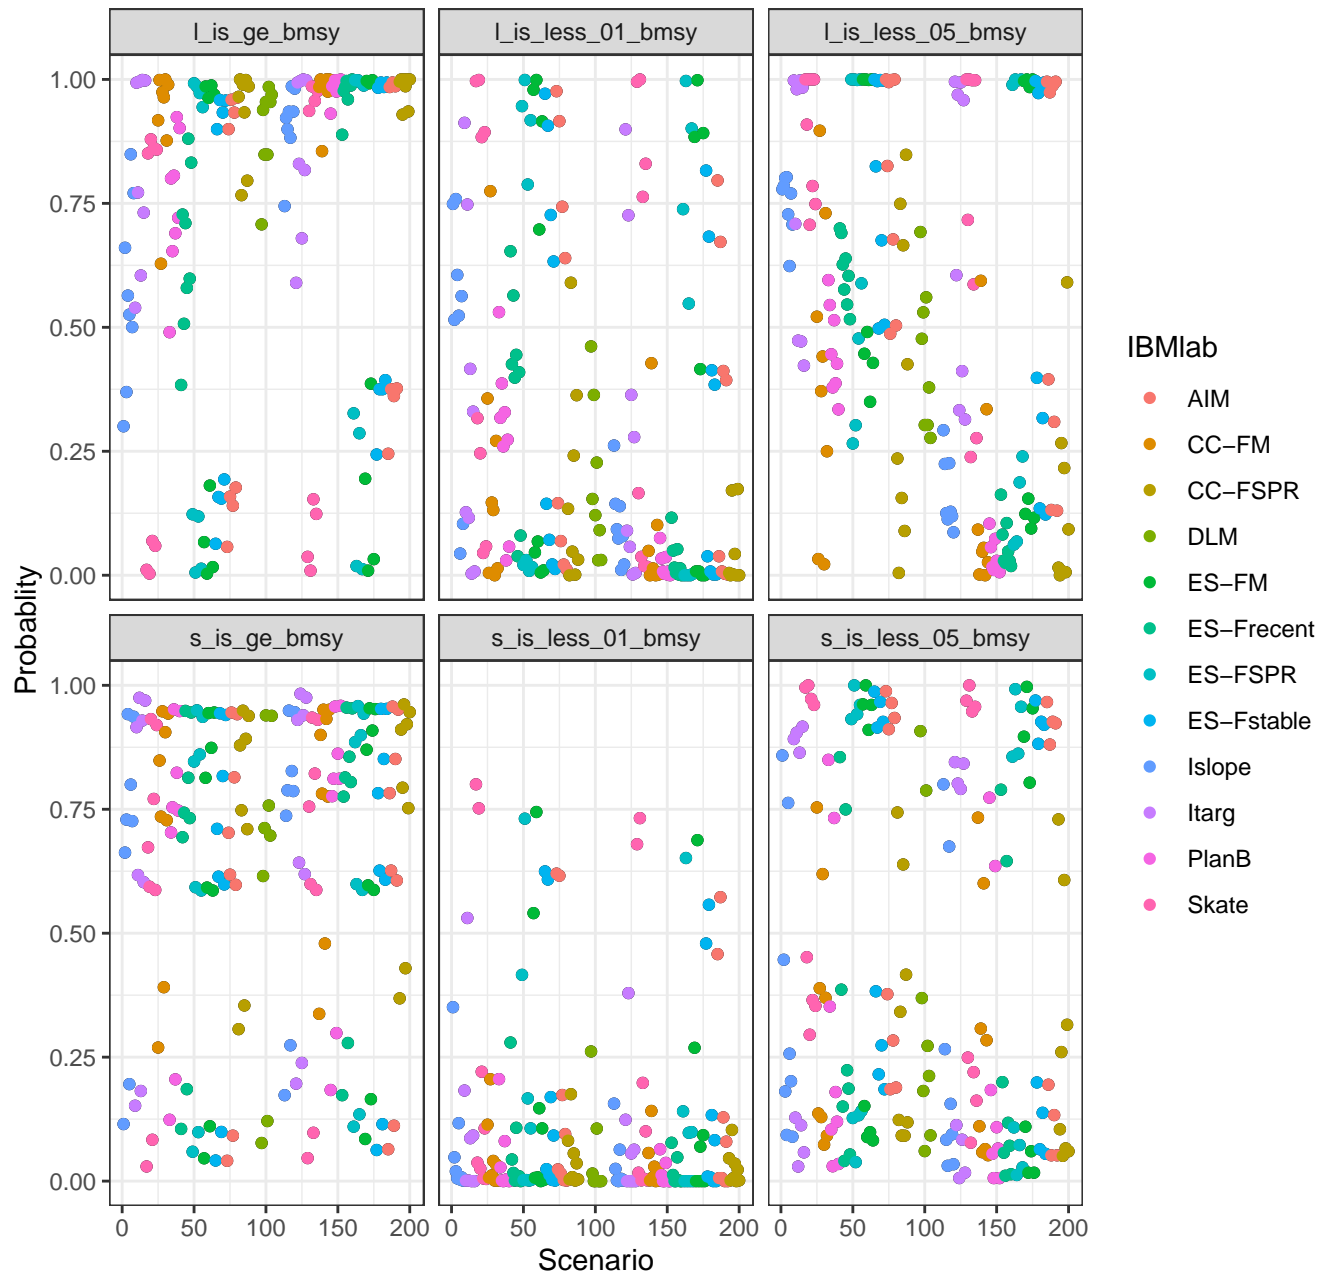 l_is_ge_bmsy l_is_less_01_bmsy l_is_less_05_bmsy
1.00
0.75
0.50
0.25
0.00
s_is_ge_bmsy s_is_less_01_bmsy s_is_less_05_bmsy
1.00
0.75
0.50
0.25
0.00
0 50 100 150 200 0 50 100 150 200 0 50 100 150 200
Scenario
Probablity
IBMlab
AIM
CC−FM
CC−FSPR
DLM
ES−FM
ES−Frecent
ES−FSPR
ES−Fstable
Islope
Itarg
PlanB
Skate